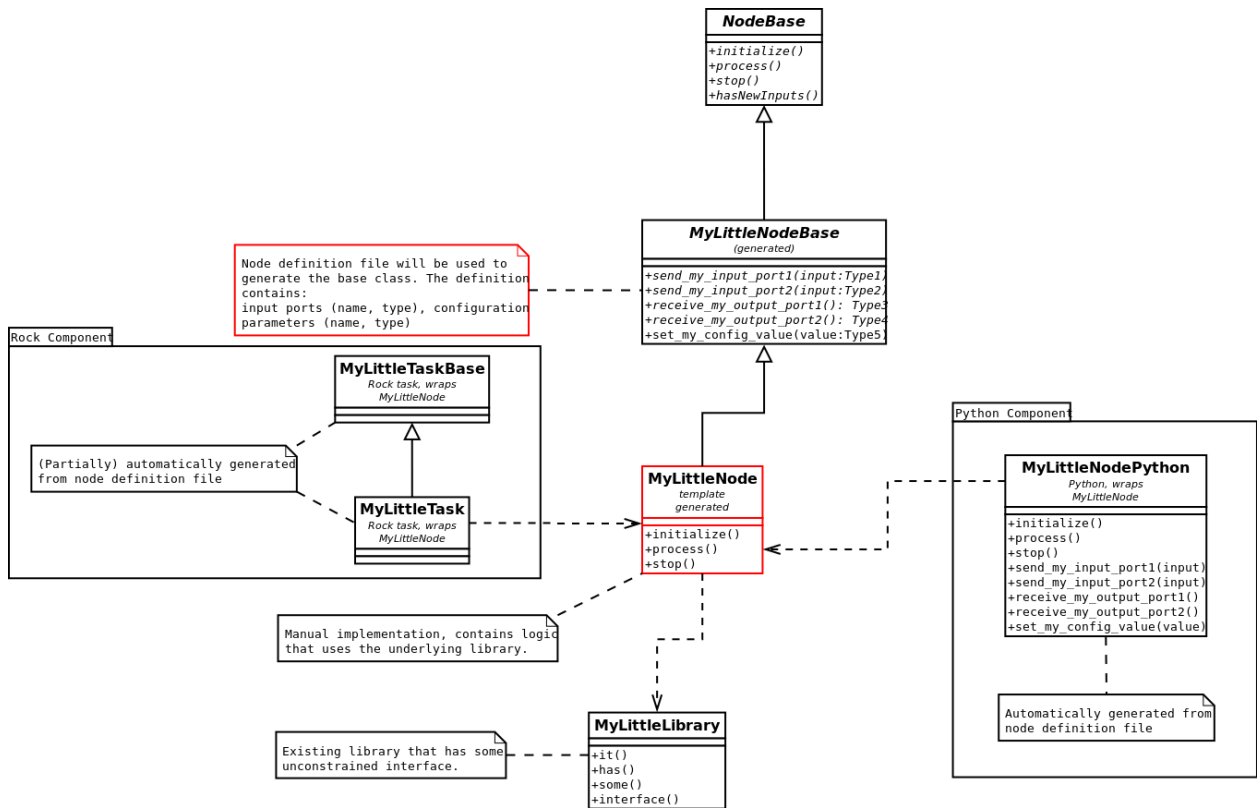 NodeBase
+initialize()
+process()
+stop()
+hasNewInputs()
MyLittleNodeBase
(generated)
+send_my_input_port1(input:Type1)
+send_my_input_port2(input:Type2)
+receive_my_output_port1(): Type3
+receive_my_output_port2(): Type4
+set_my_config_value(value:Type5)
Node definition file will be used to
generate the base class. The definition
contains:
input ports (name, type), configuration
parameters (name, type)
Rock Component
MyLittleTaskBase
Rock task, wraps
MyLittleNode
(Partially) automatically generated
from node definition file
MyLittleTask
Rock task, wraps
MyLittleNode
MyLittleNode
template
generated
+initialize()
+process()
+stop()
Python Component
MyLittleNodePython
Python, wraps
MyLittleNode
+initialize()
+process()
+stop()
+send_my_input_port1(input)
+send_my_input_port2(input)
+receive_my_output_port1()
+receive_my_output_port2()
+set_my_config_value(value)
Automatically generated from
node definition file
Manual implementation, contains logic
that uses the underlying library.
MyLittleLibrary
+it()
+has()
+some()
+interface()
Existing library that has some
unconstrained interface.